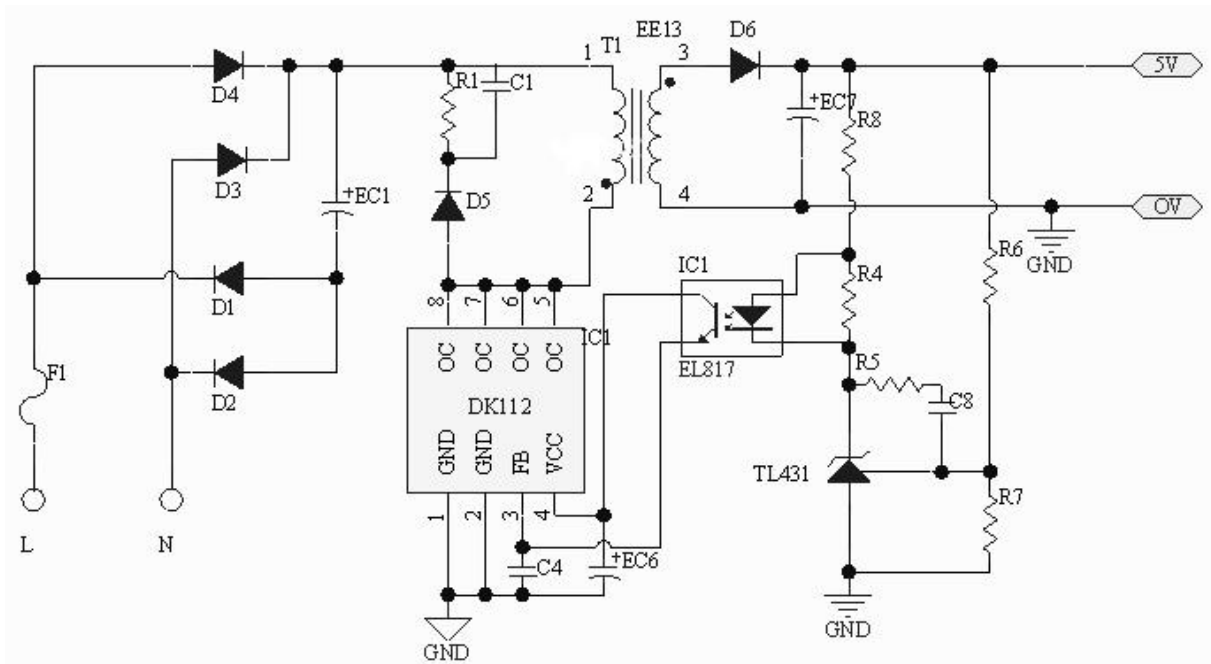 T1
EE13
D6
1
3
5V
R1
C1
D4
+EC7
R8
D3
+EC1
D5
2
4
0V
D1
IC1
R4
R6
GND
8
7
6
5
OC
OC
OC
OC
IC1
EL817
R5
F1
D2
DK112
C8
GND
GND
FB
VCC
TL431
R7
1
2
3
4
L
N
C4
+EC6
GND
GND